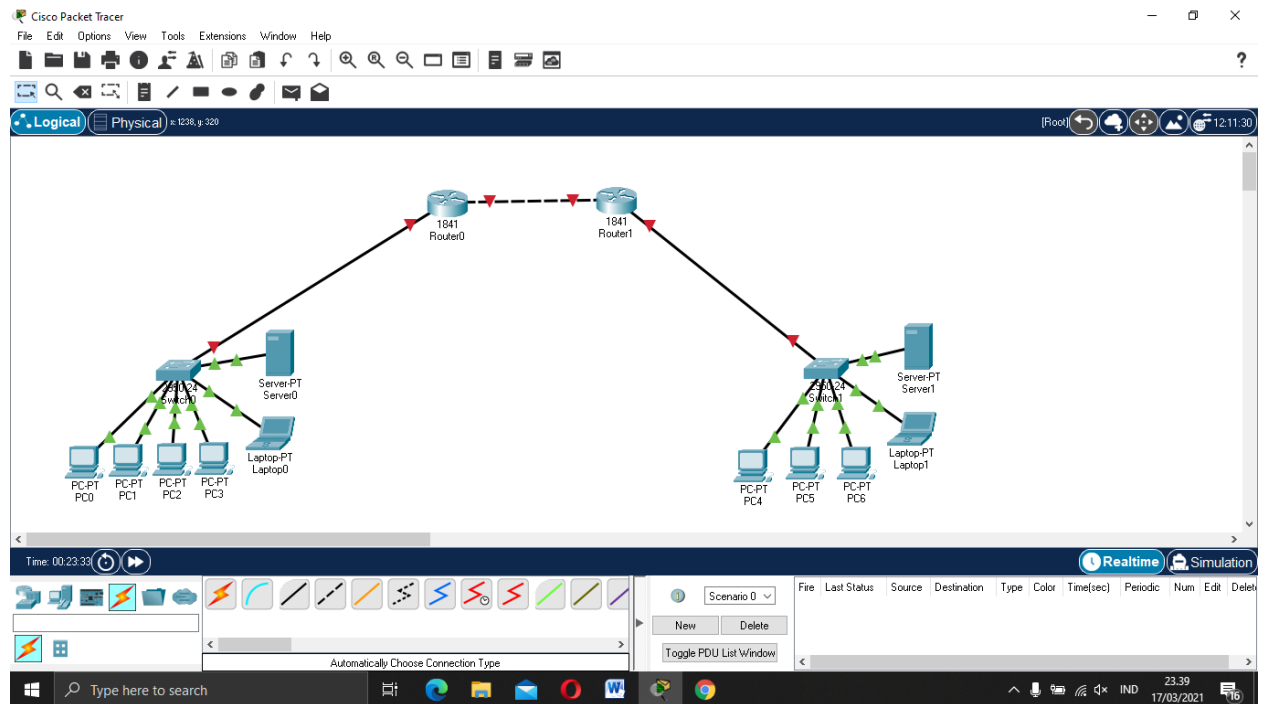 Cisco Packet Tracer
File Edit Options View Tools Extensions Window Help
?
Logical Physical x: 1238, y: 320 [Root] 12:11:30
1841
Router0
1841
Router1
Server-PT
Server0
2960-24
Switch0
Laptop-PT
Laptop0
PC-PT
PC0
PC-PT
PC1
PC-PT
PC2
PC-PT
PC3
Server-PT
Server1
2960-24
Switch1
Laptop-PT
Laptop1
PC-PT
PC4
PC-PT
PC5
PC-PT
PC6
Time: 00:23:33 Realtime Simulation
Scenario 0
Fire Last Status Source Destination Type Color Time(sec) Periodic Num Edit Delet
New Delete
Toggle PDU List Window
Automatically Choose Connection Type
Type here to search
IND
23.39
17/03/2021
16